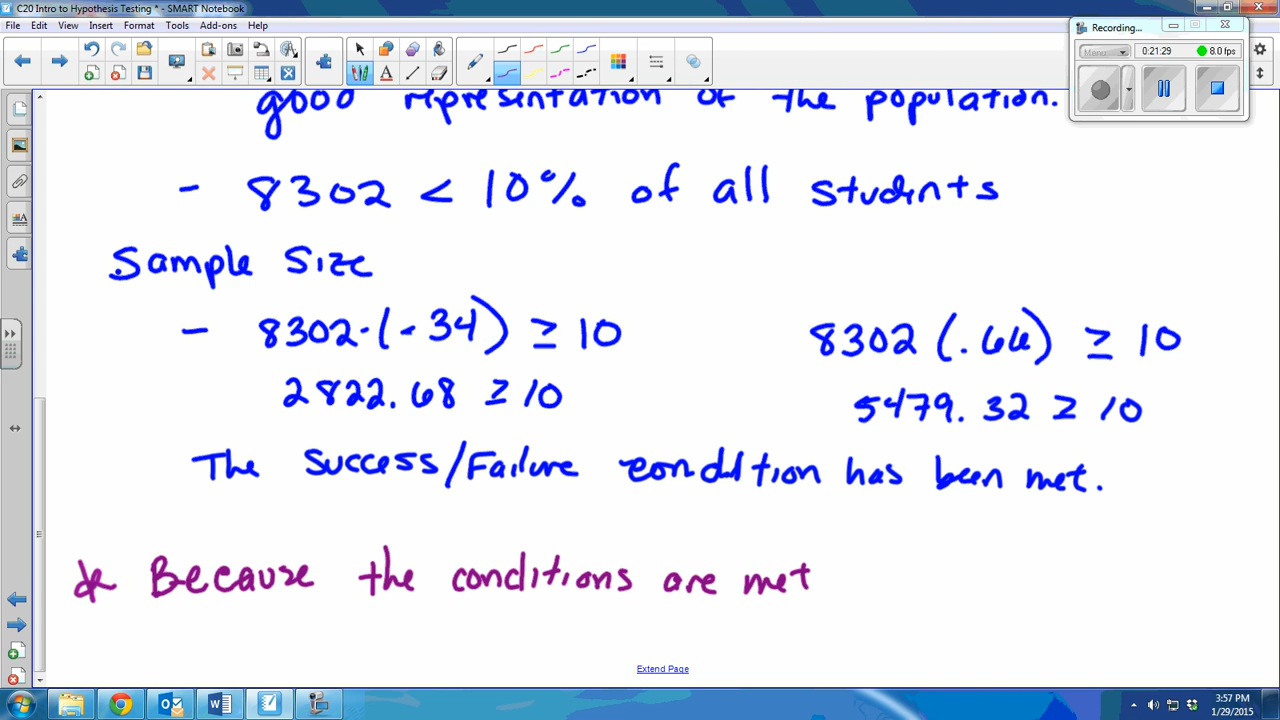 C20 Intro to Hypothesis Testing * - SMART Notebook
File Edit View Insert Format Tools Add-ons Help
Recording...
Menu 0:21:29 8.0 fps
good representation of the population.
- 8302 < 10% of all students
Sample Size
- 8302·(.34) ≥ 10 8302 (.66) ≥ 10
2822.68 ≥ 10 5479.32 ≥ 10
The Success/Failure condition has been met.
* Because the conditions are met
Extend Page
3:57 PM
1/29/2015